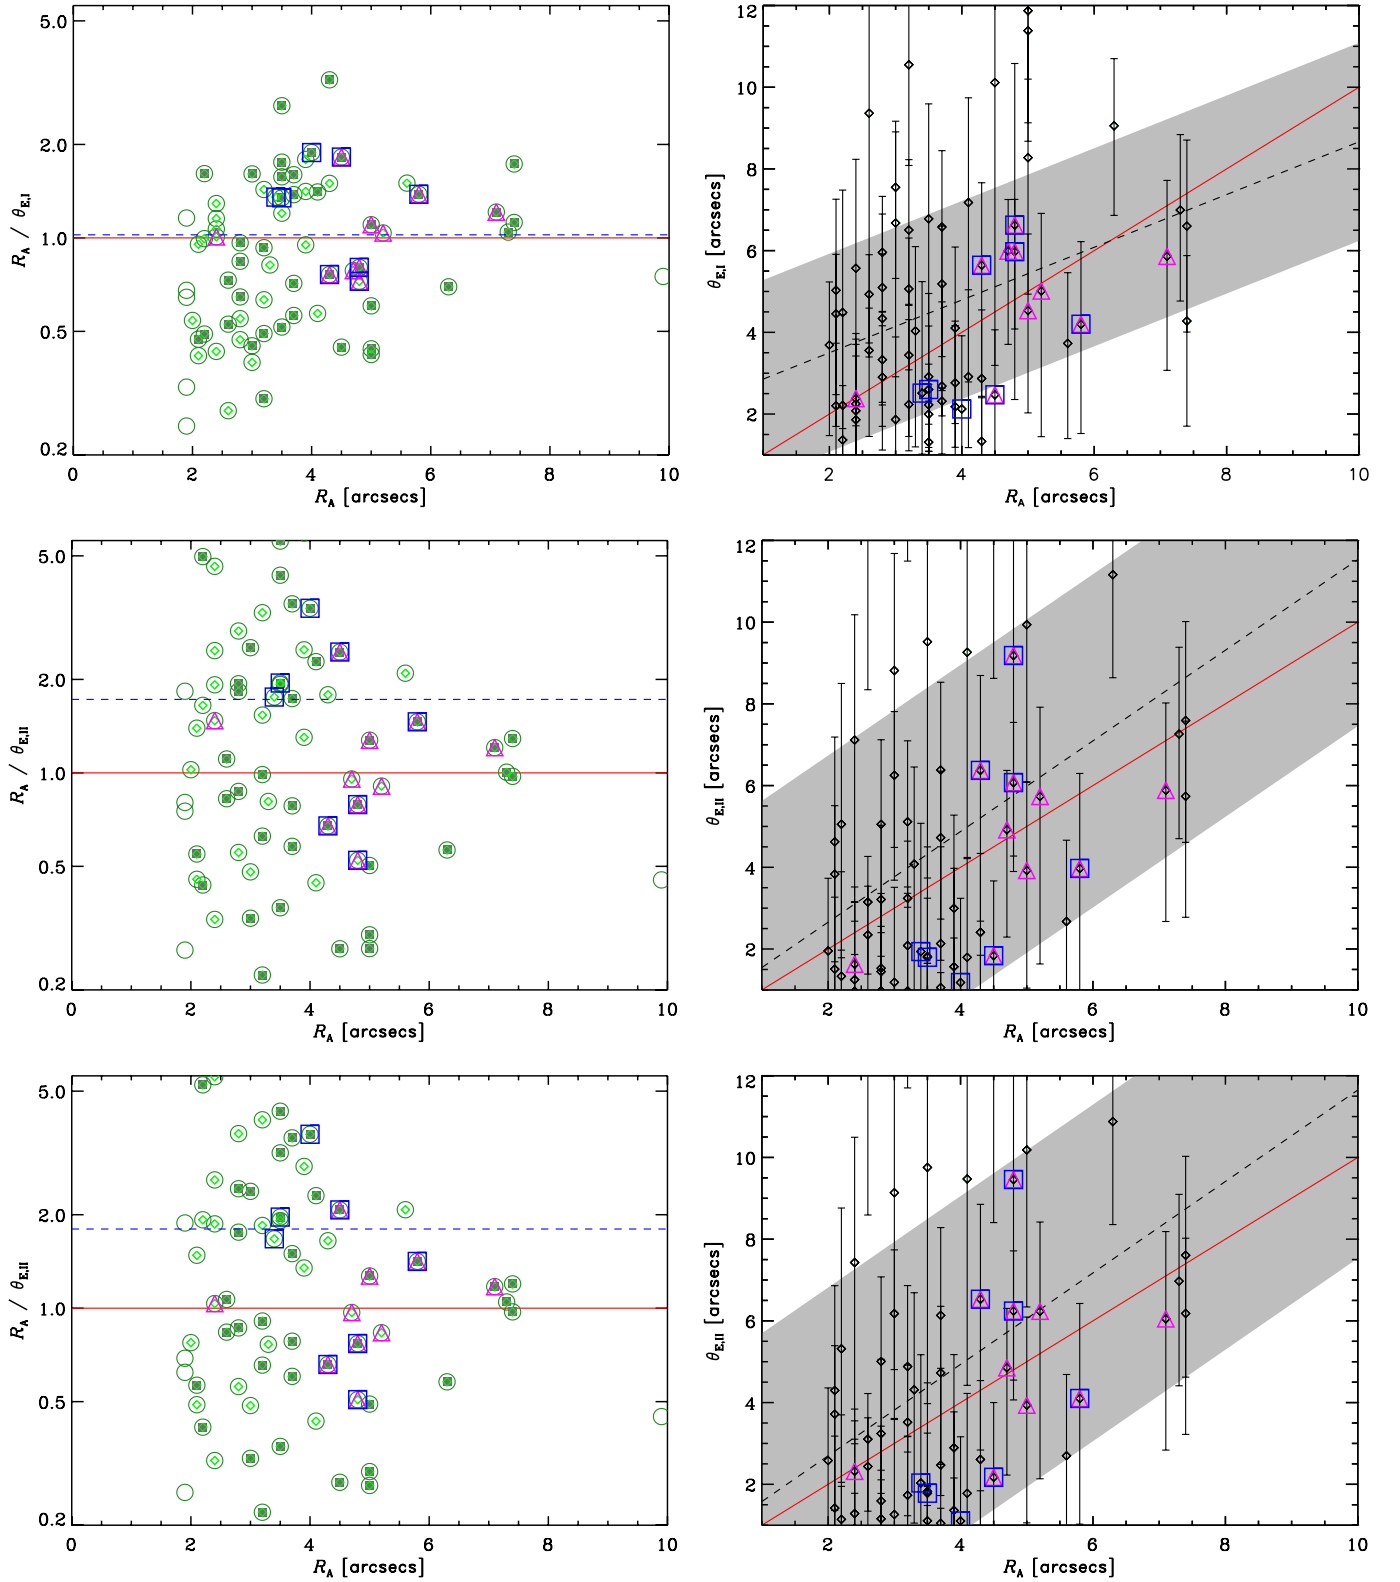 5.0
2.0
1.0
0.5
0.2
R_A / θ_E,I
0 2 4 6 8 10
R_A [arcsecs]
12
10
8
6
4
2
θ_E,I [arcsecs]
2 4 6 8 10
R_A [arcsecs]
5.0
2.0
1.0
0.5
0.2
R_A / θ_E,II
0 2 4 6 8 10
R_A [arcsecs]
12
10
8
6
4
2
θ_E,II [arcsecs]
2 4 6 8 10
R_A [arcsecs]
5.0
2.0
1.0
0.5
0.2
R_A / θ_E,II
0 2 4 6 8 10
R_A [arcsecs]
12
10
8
6
4
2
θ_E,II [arcsecs]
2 4 6 8 10
R_A [arcsecs]